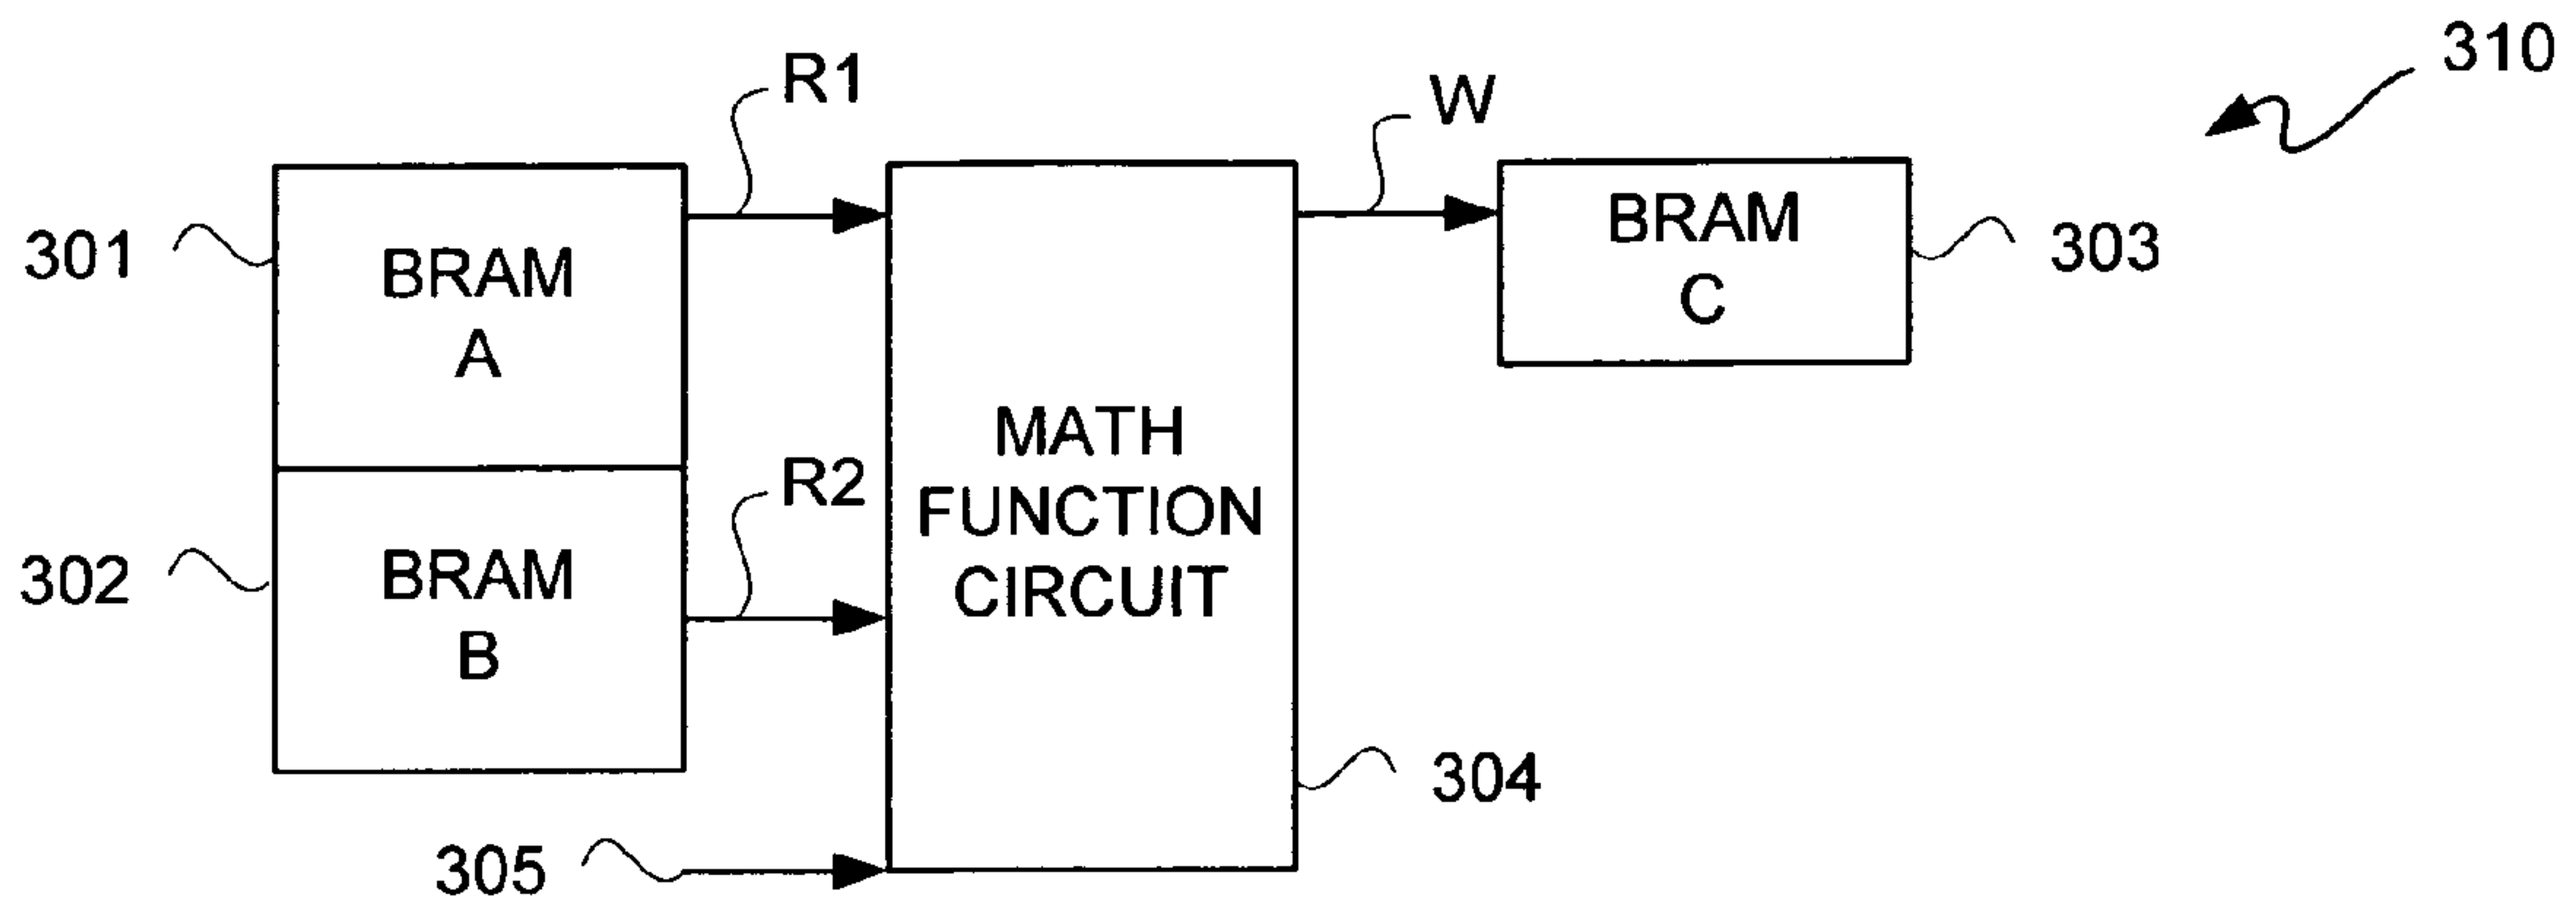 310
R1
W
301
BRAM
A
BRAM
C
303
R2
MATH
FUNCTION
CIRCUIT
302
BRAM
B
304
305